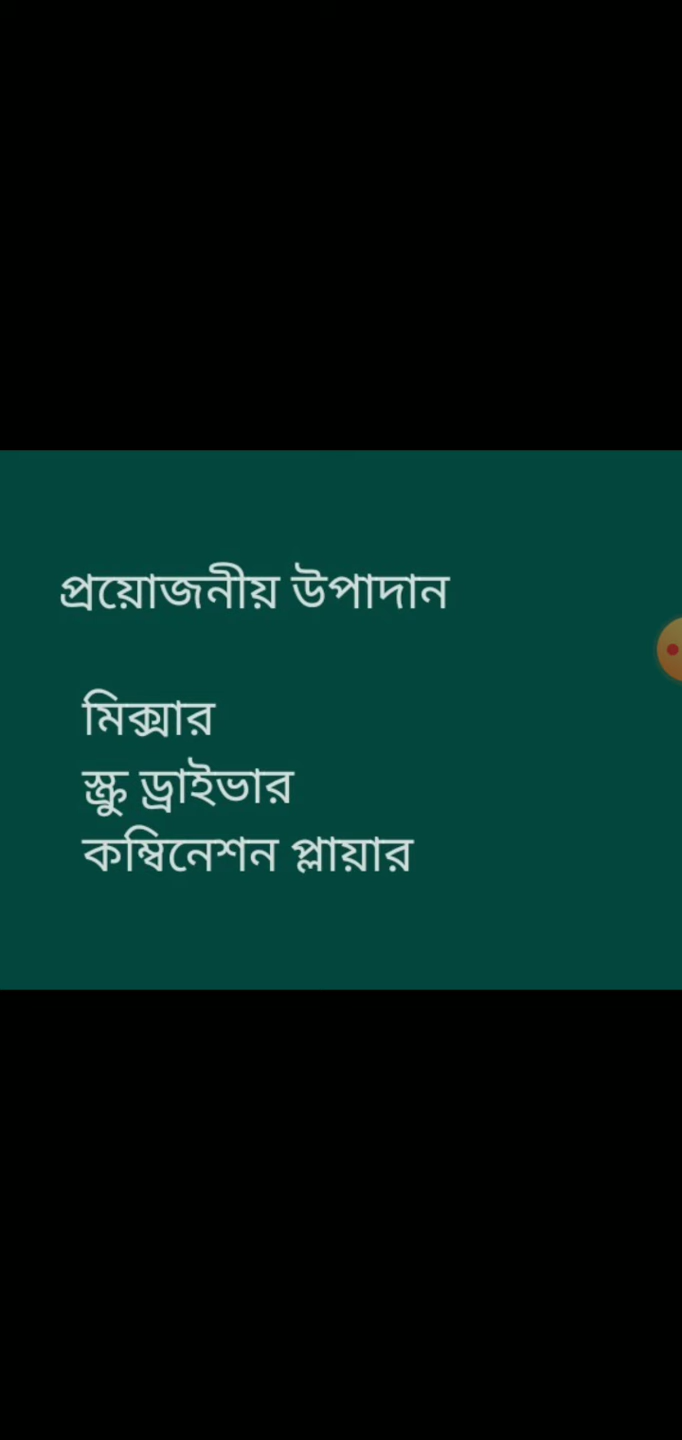 প্রয়োজনীয় উপাদান
মিক্সার
স্ক্রু ড্রাইভার
কম্বিনেশন প্লায়ার